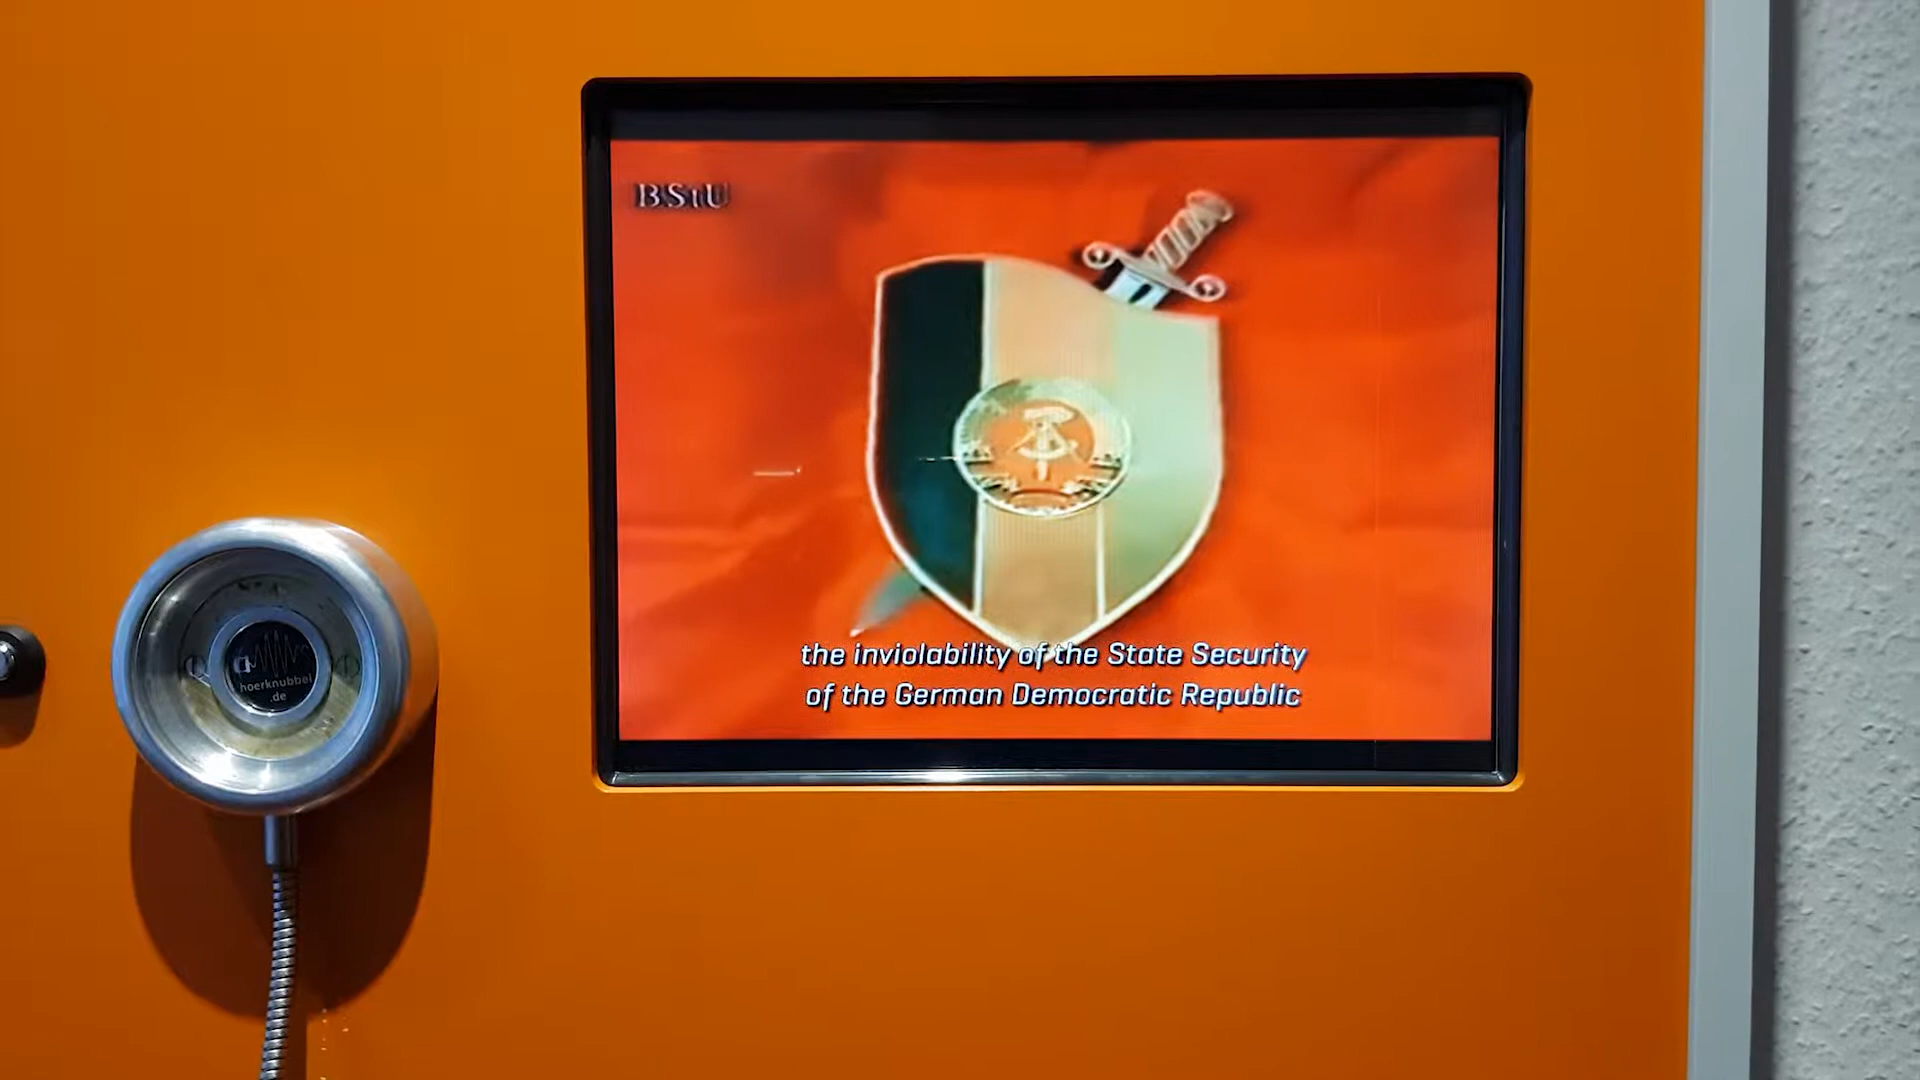 BStU
the inviolability of the State Security
of the German Democratic Republic
hoerknubbel
.de